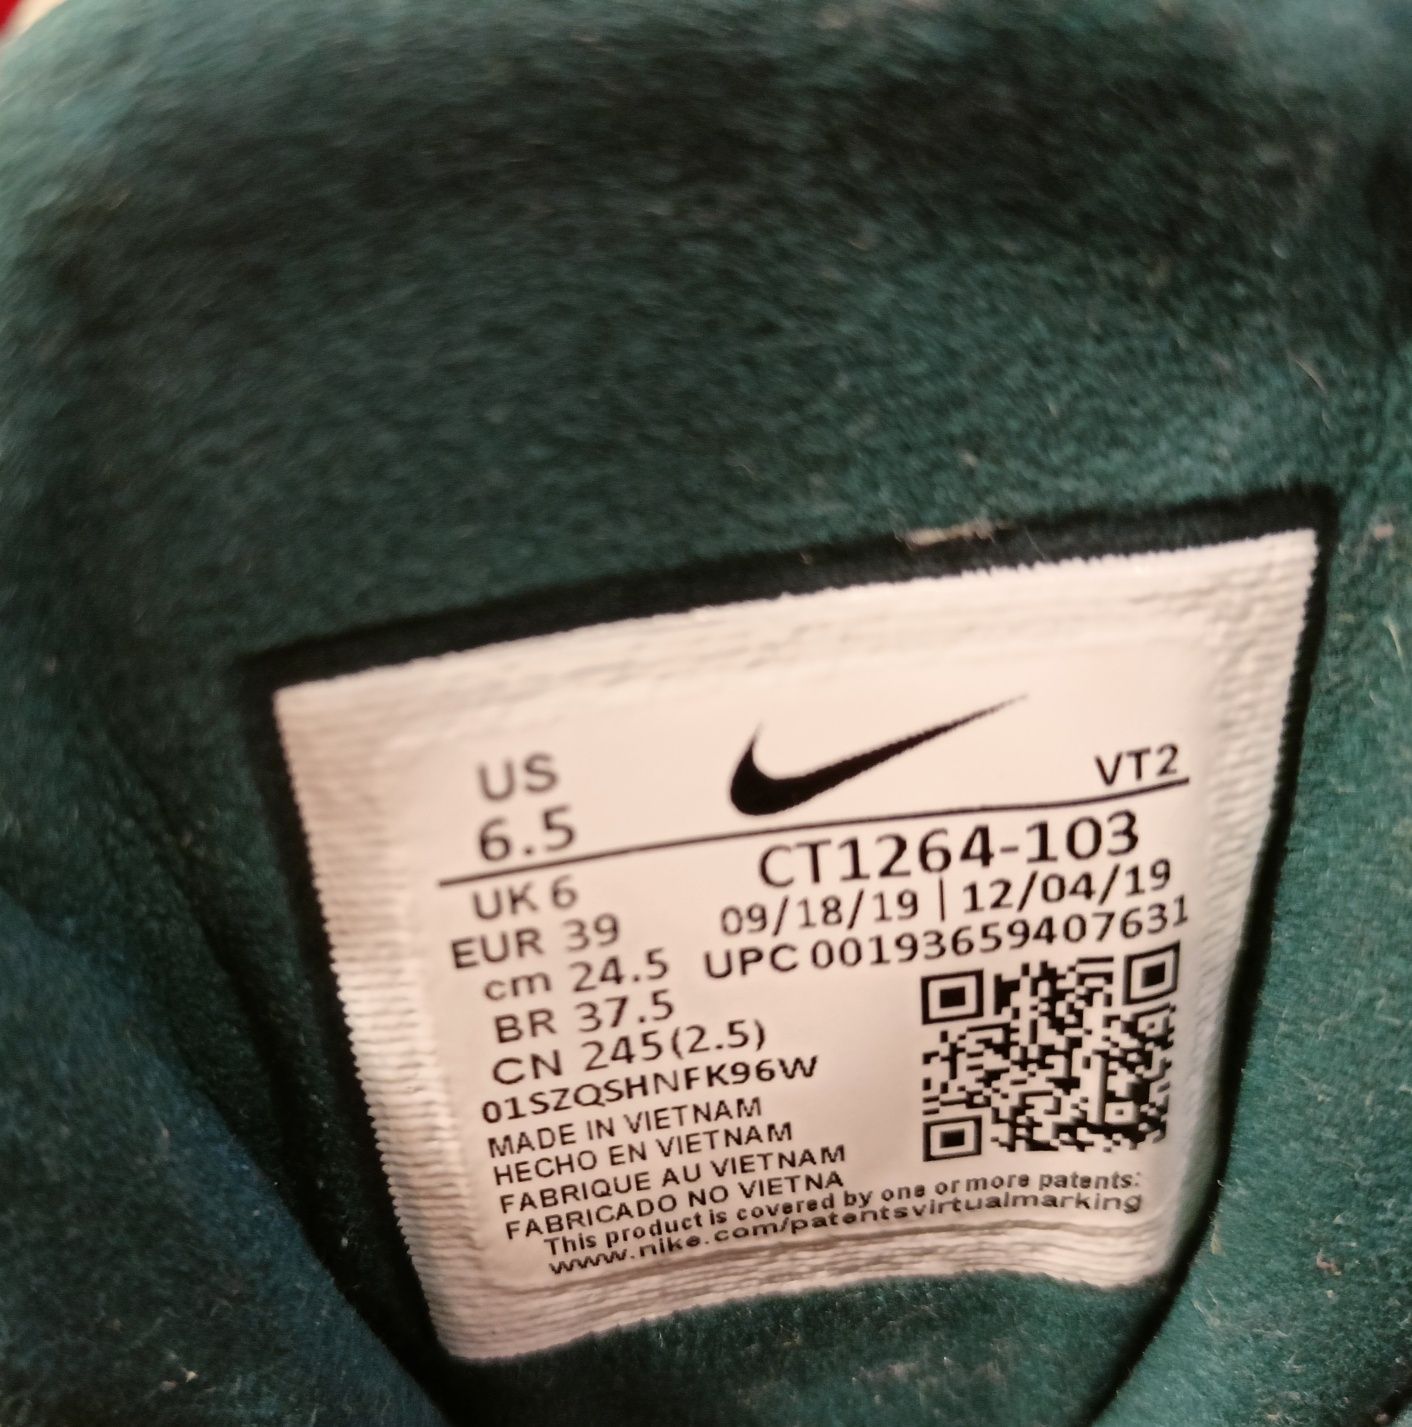 US
6.5
VT2
UK 6
EUR 39
cm 24.5
BR 37.5
CN 245(2.5)
01SZQSHNFK96W
CT1264-103
09/18/19 | 12/04/19
UPC 00193659407631
MADE IN VIETNAM
HECHO EN VIETNAM
FABRIQUE AU VIETNAM
FABRICADO NO VIETNA
This product is covered by one or more patents:
www.nike.com/patentsvirtualmarking